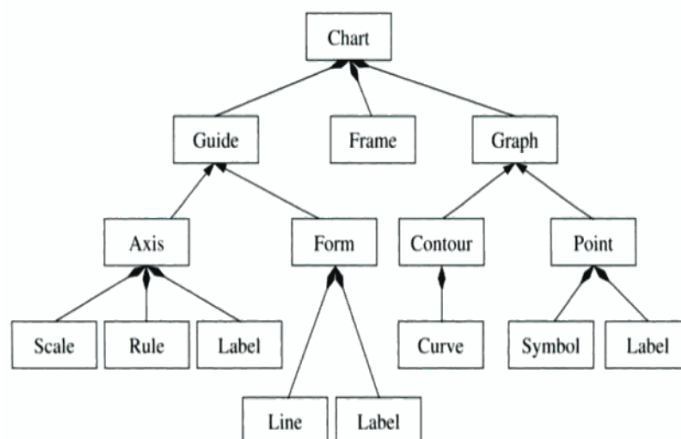 Chart
Guide
Frame
Graph
Axis
Form
Contour
Point
Scale
Rule
Label
Curve
Symbol
Label
Line
Label